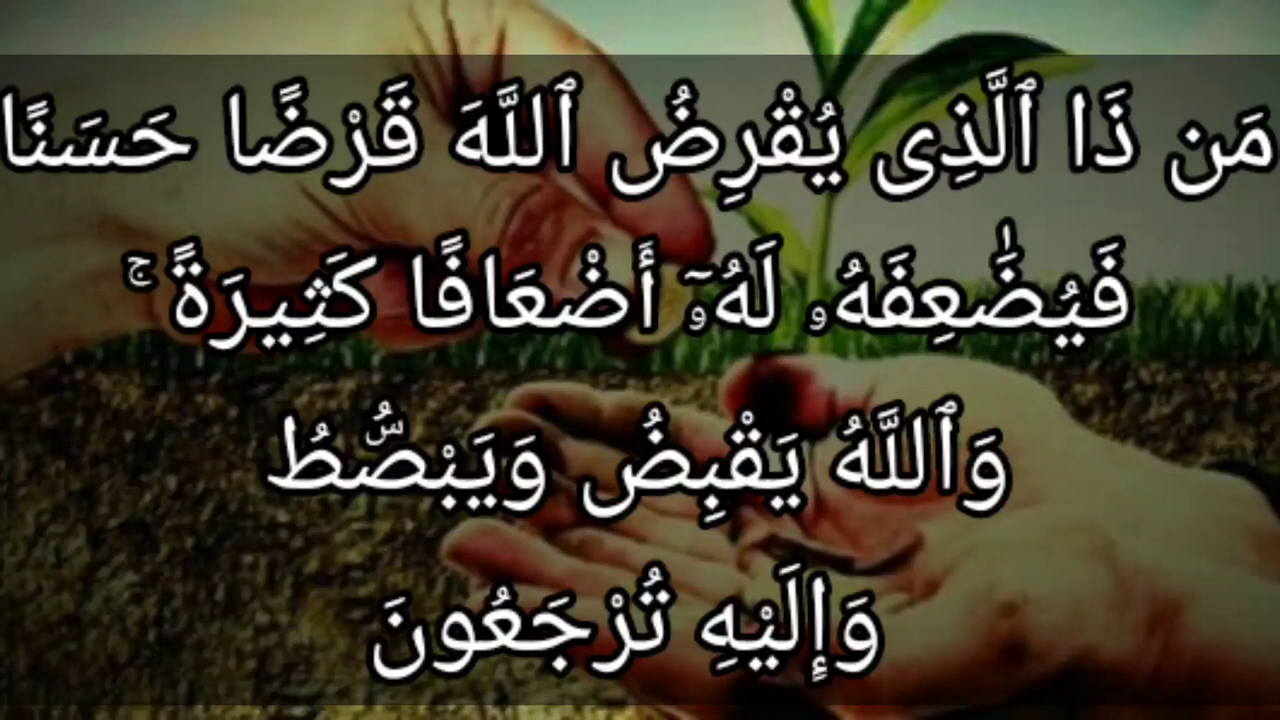 مَن ذَا ٱلَّذِى يُقْرِضُ ٱللَّهَ قَرْضًا حَسَنًا
فَيُضَٰعِفَهُۥ لَهُۥٓ أَضْعَافًا كَثِيرَةً ۚ
وَٱللَّهُ يَقْبِضُ وَيَبْصُۜطُ
وَإِلَيْهِ تُرْجَعُونَ